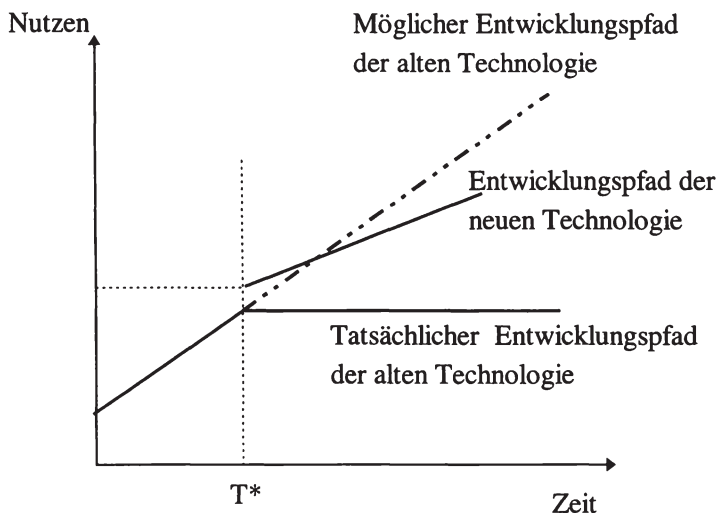 Nutzen
Möglicher Entwicklungspfad
der alten Technologie
Entwicklungspfad der
neuen Technologie
Tatsächlicher Entwicklungspfad
der alten Technologie
T*
Zeit